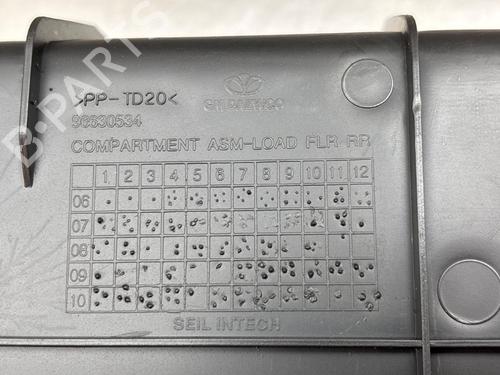 >PP-TD20<
GM DAEWOO
96630534
COMPARTMENT ASM-LOAD FLR RR
1 2 3 4 5 6 7 8 9 10 11 12
06
07
08
09
10
SEIL INTECH
B-PARTS